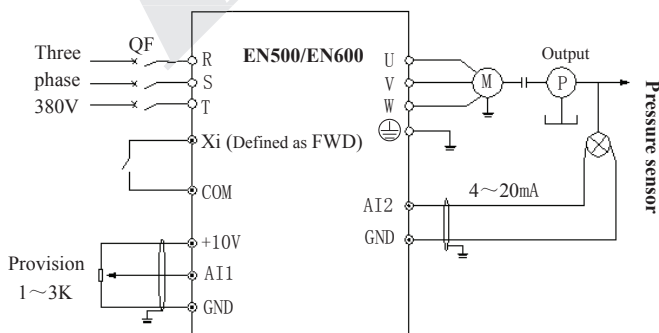 Three
phase
380V
QF
R
S
T
EN500/EN600
U
V
W
M
Output
P
Pressure sensor
Xi (Defined as FWD)
COM
AI2
4～20mA
GND
+10V
AI1
GND
Provision
1～3K